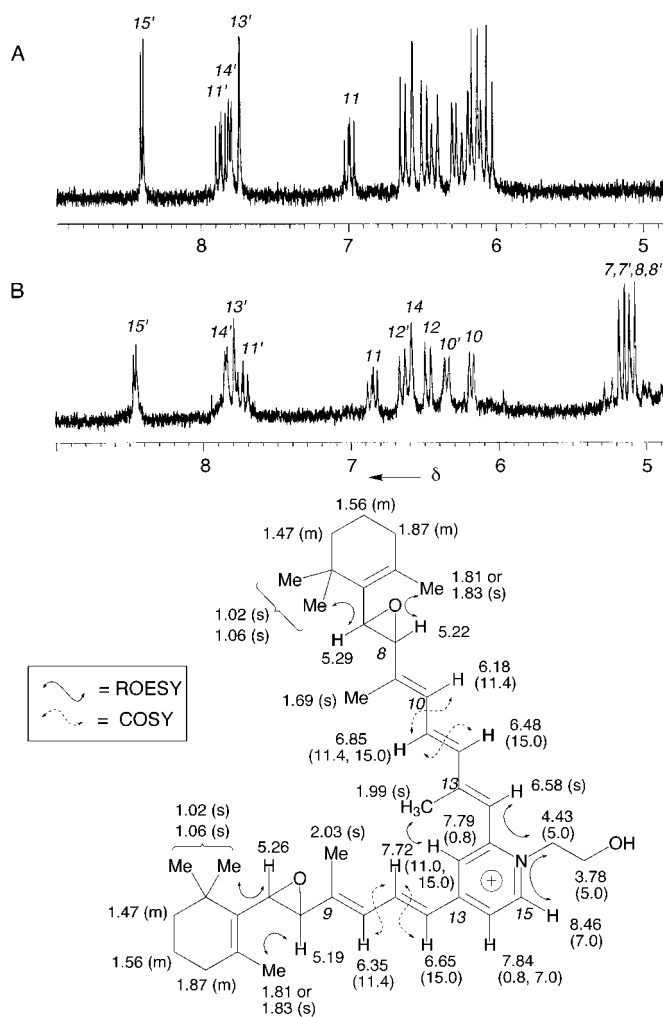 A
15'
11'
14'
13'
11
8
7
6
5
B
15'
14'
13'
11'
11
12'
14
12
10'
10
7,7',8,8'
8
7
6
5
δ
1.56 (m)
1.47 (m)
1.87 (m)
Me
Me
O
Me
1.81 or
1.83 (s)
1.02 (s)
1.06 (s)
H
H
5.22
5.29
8
H
6.18
(11.4)
1.69 (s)
Me
10
= ROESY
= COSY
H
6.48
(15.0)
6.85
(11.4, 15.0)
H
1.99 (s)
13
H
6.58 (s)
H3C
4.43
(5.0)
7.79
(0.8)
H
OH
N
3.78
(5.0)
1.02 (s)
1.06 (s)
5.26
2.03 (s)
7.72
(11.0,
15.0)
Me
Me
H
O
Me
H
+
1.47 (m)
9
13
15
H
8.46
(7.0)
1.56 (m)
H
5.19
H
H
H
1.87 (m)
Me
6.35
(11.4)
6.65
(15.0)
7.84
(0.8, 7.0)
1.81 or
1.83 (s)